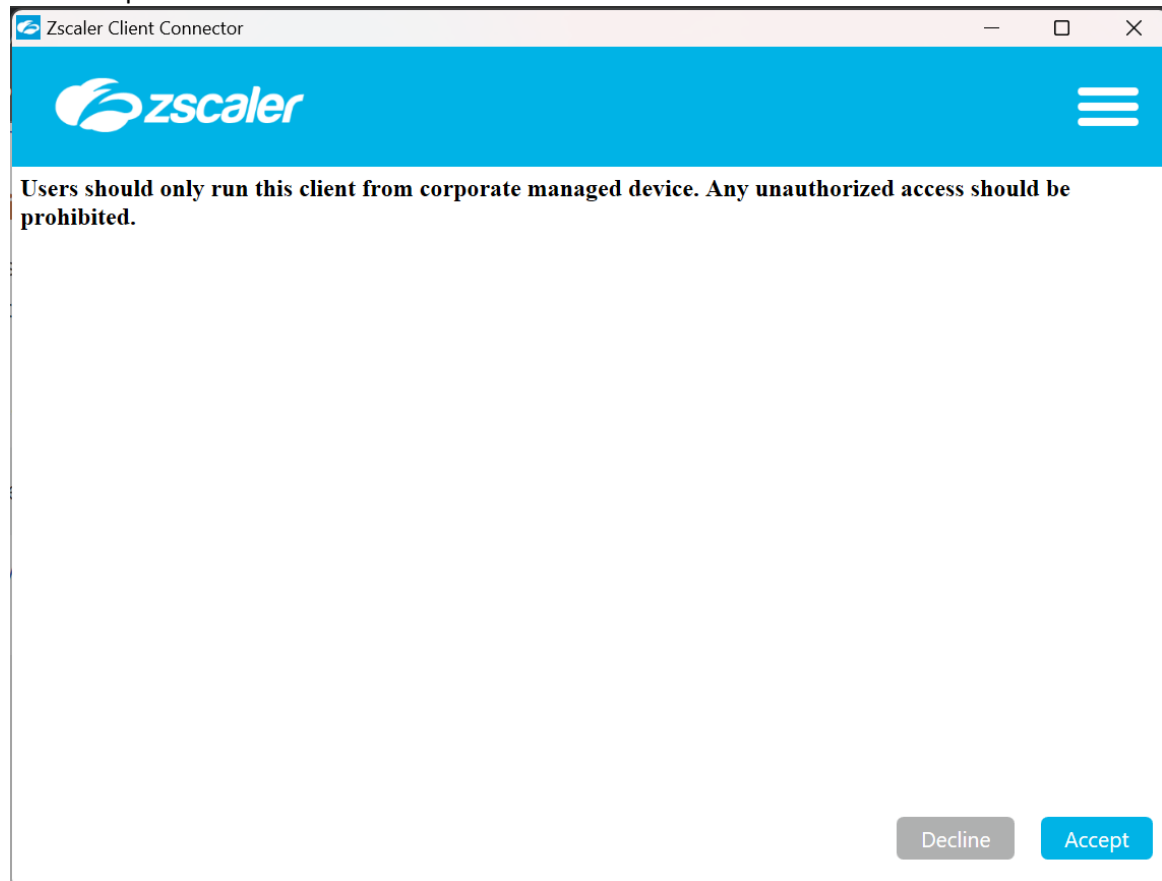 Zscaler Client Connector
zscaler
Users should only run this client from corporate managed device. Any unauthorized access should be
prohibited.
Decline
Accept